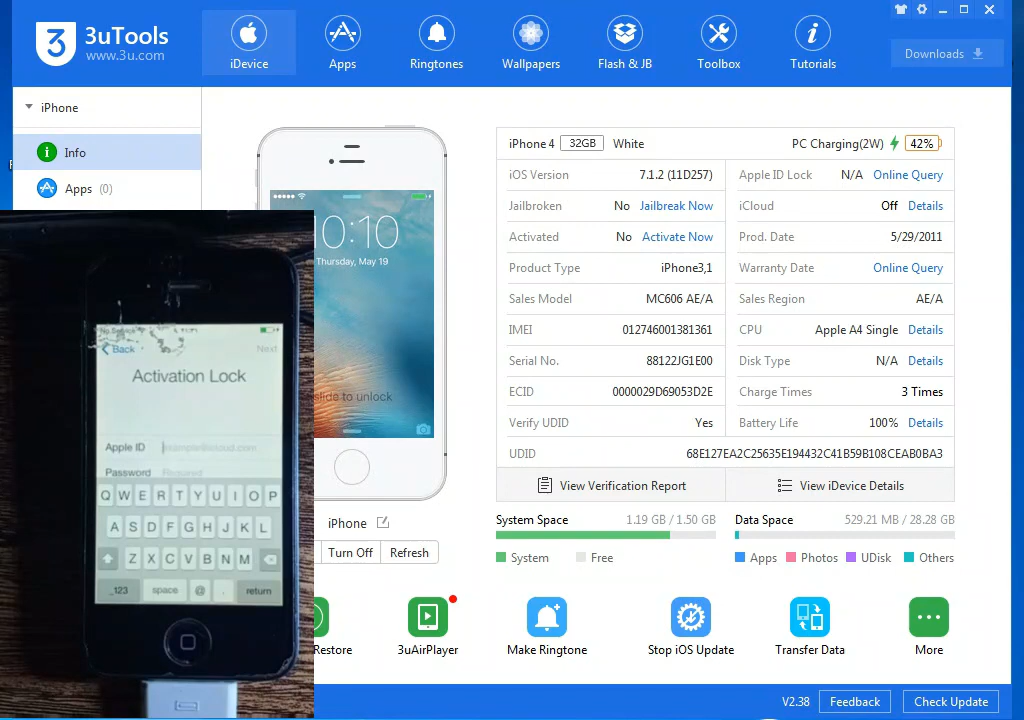 3uTools
www.3u.com
iDevice
Apps
Ringtones
Wallpapers
Flash & JB
Toolbox
Tutorials
Downloads
iPhone
Info
Apps (0)
10:10
Thursday, May 19
slide to unlock
iPhone
Turn Off Refresh
iPhone 4 32GB White PC Charging(2W) 42%
iOS Version 7.1.2 (11D257) Apple ID Lock N/A Online Query
Jailbroken No Jailbreak Now iCloud Off Details
Activated No Activate Now Prod. Date 5/29/2011
Product Type iPhone3,1 Warranty Date Online Query
Sales Model MC606 AE/A Sales Region AE/A
IMEI 012746001381361 CPU Apple A4 Single Details
Serial No. 88122JG1E00 Disk Type N/A Details
ECID 0000029D69053D2E Charge Times 3 Times
Verify UDID Yes Battery Life 100% Details
UDID 68E127EA2C25635E194432C41B59B108CEAB0BA3
View Verification Report View iDevice Details
System Space 1.19 GB / 1.50 GB Data Space 529.21 MB / 28.28 GB
System Free Apps Photos UDisk Others
Restore
3uAirPlayer
Make Ringtone
Stop iOS Update
Transfer Data
More
V2.38 Feedback Check Update
Back Next
Activation Lock
Apple ID
Password Required
Q W E R T Y U I O P
A S D F G H J K L
Z X C V B N M
.123 space @ . return